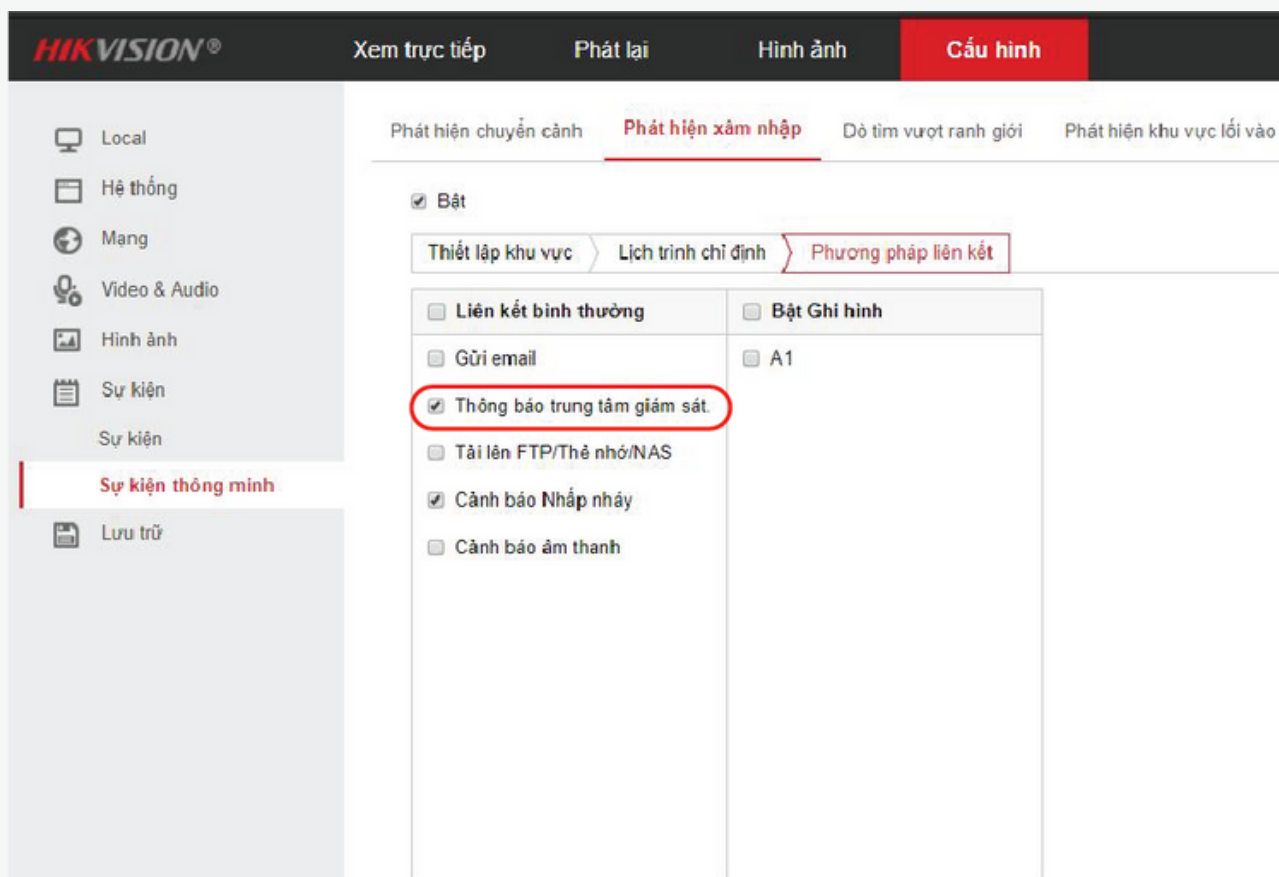 HIKVISION®
Xem trực tiếp
Phát lại
Hình ảnh
Cấu hình
Local
Hệ thống
Mạng
Video & Audio
Hình ảnh
Sự kiện
Sự kiện
Sự kiện thông minh
Lưu trữ
Phát hiện chuyển cảnh
Phát hiện xâm nhập
Dò tìm vượt ranh giới
Phát hiện khu vực lối vào
Bật
Thiết lập khu vực
Lịch trình chỉ định
Phương pháp liên kết
Liên kết bình thường
Bật Ghi hình
Gửi email
A1
Thông báo trung tâm giám sát.
Tải lên FTP/Thẻ nhớ/NAS
Cảnh báo Nhấp nháy
Cảnh báo âm thanh